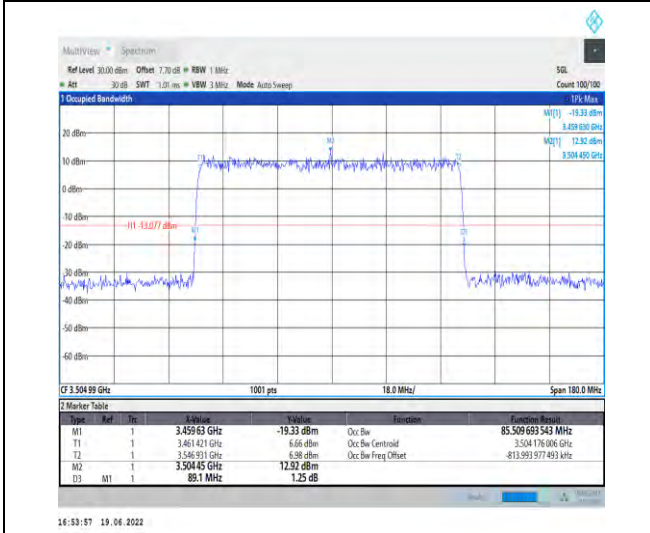 MultiView Spectrum
Ref Level 30.00 dBm Offset 7.70 dB RBW 1 MHz SGL
Att 30 dB SWT 1.01 ms VBW 3 MHz Mode Auto Sweep Count 100/100
1 Occupied Bandwidth 1Pk Max
M1[1] -19.33 dBm
3.459 630 GHz
M2[1] 12.92 dBm
3.504 450 GHz
20 dBm
M2
T1 T2
10 dBm
0 dBm
-10 dBm
H1 -13.077 dBm
M1 D3
-20 dBm
-30 dBm
-40 dBm
-50 dBm
-60 dBm
CF 3.504 99 GHz 1001 pts 18.0 MHz/ Span 180.0 MHz
2 Marker Table
Type Ref Trc X-Value Y-Value Function Function Result
M1 1 3.459 63 GHz -19.33 dBm Occ Bw 85.509 693 543 MHz
T1 1 3.461 421 GHz 6.66 dBm Occ Bw Centroid 3.504 176 006 GHz
T2 1 3.546 931 GHz 6.98 dBm Occ Bw Freq Offset -813.993 977 493 kHz
M2 1 3.504 45 GHz 12.92 dBm
D3 M1 1 89.1 MHz 1.25 dB
16:53:57 19.06.2022